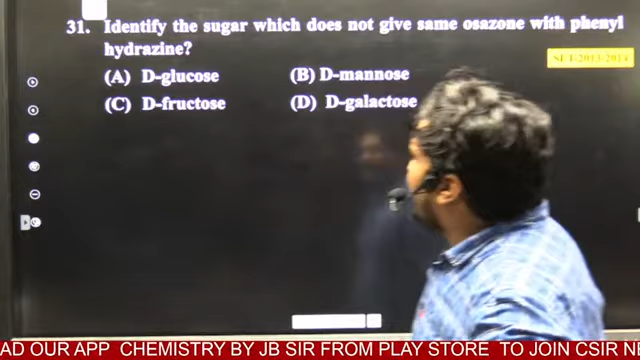 31. Identify the sugar which does not give same osazone with phenyl
hydrazine?
SET-2013-2014
(A) D-glucose
(B) D-mannose
(C) D-fructose
(D) D-galactose
AD OUR APP CHEMISTRY BY JB SIR FROM PLAY STORE TO JOIN CSIR N